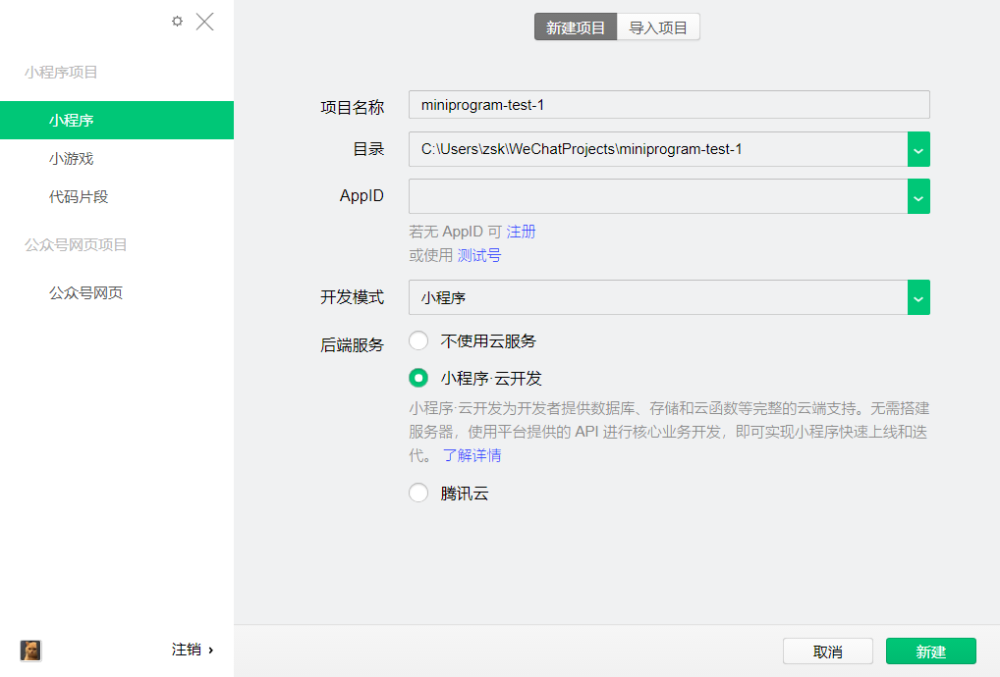 小程序项目
小程序
小游戏
代码片段
公众号网页项目
公众号网页
注销
新建项目
导入项目
项目名称
miniprogram-test-1
目录
C:\Users\zsk\WeChatProjects\miniprogram-test-1
AppID
若无 AppID 可 注册
或使用 测试号
开发模式
小程序
后端服务
不使用云服务
小程序·云开发
小程序·云开发为开发者提供数据库、存储和云函数等完整的云端支持。无需搭建
服务器，使用平台提供的 API 进行核心业务开发，即可实现小程序快速上线和迭
代。 了解详情
腾讯云
取消
新建